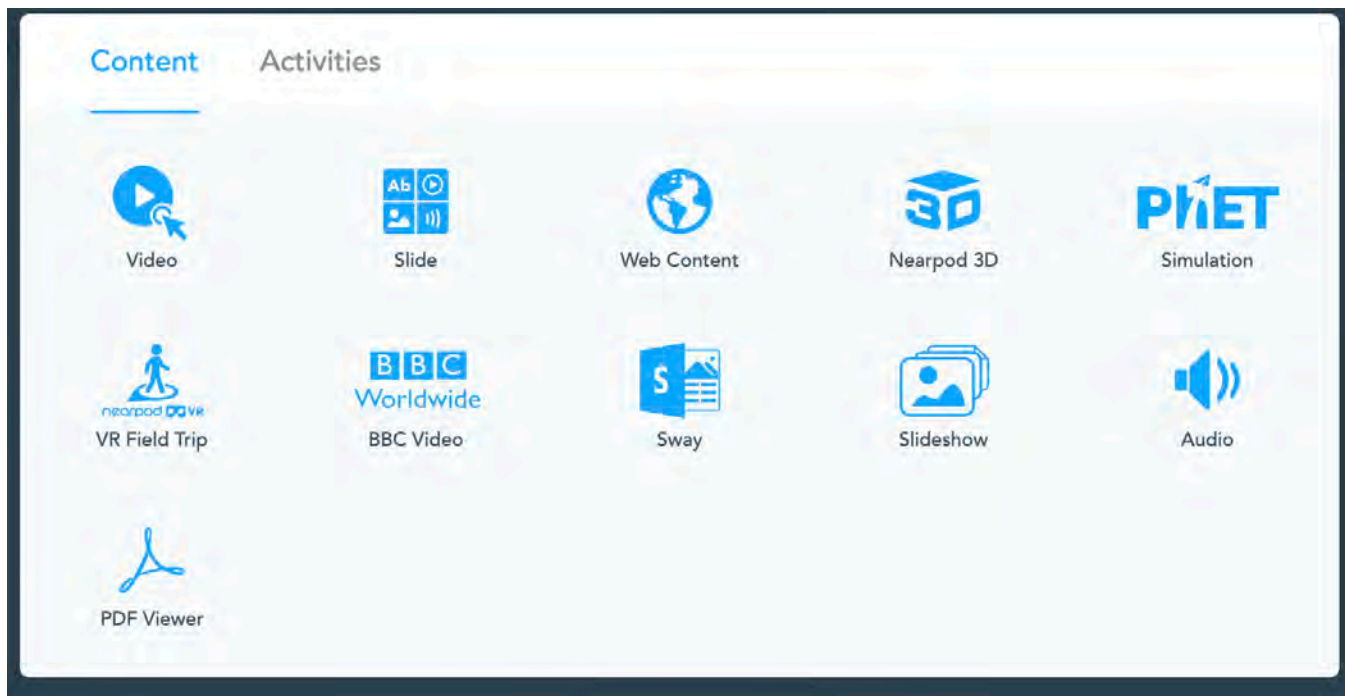 Content Activities
Ab
3D
PhET
Video Slide Web Content Nearpod 3D Simulation
nearpod VR
BBC
Worldwide
S
VR Field Trip BBC Video Sway Slideshow Audio
PDF Viewer